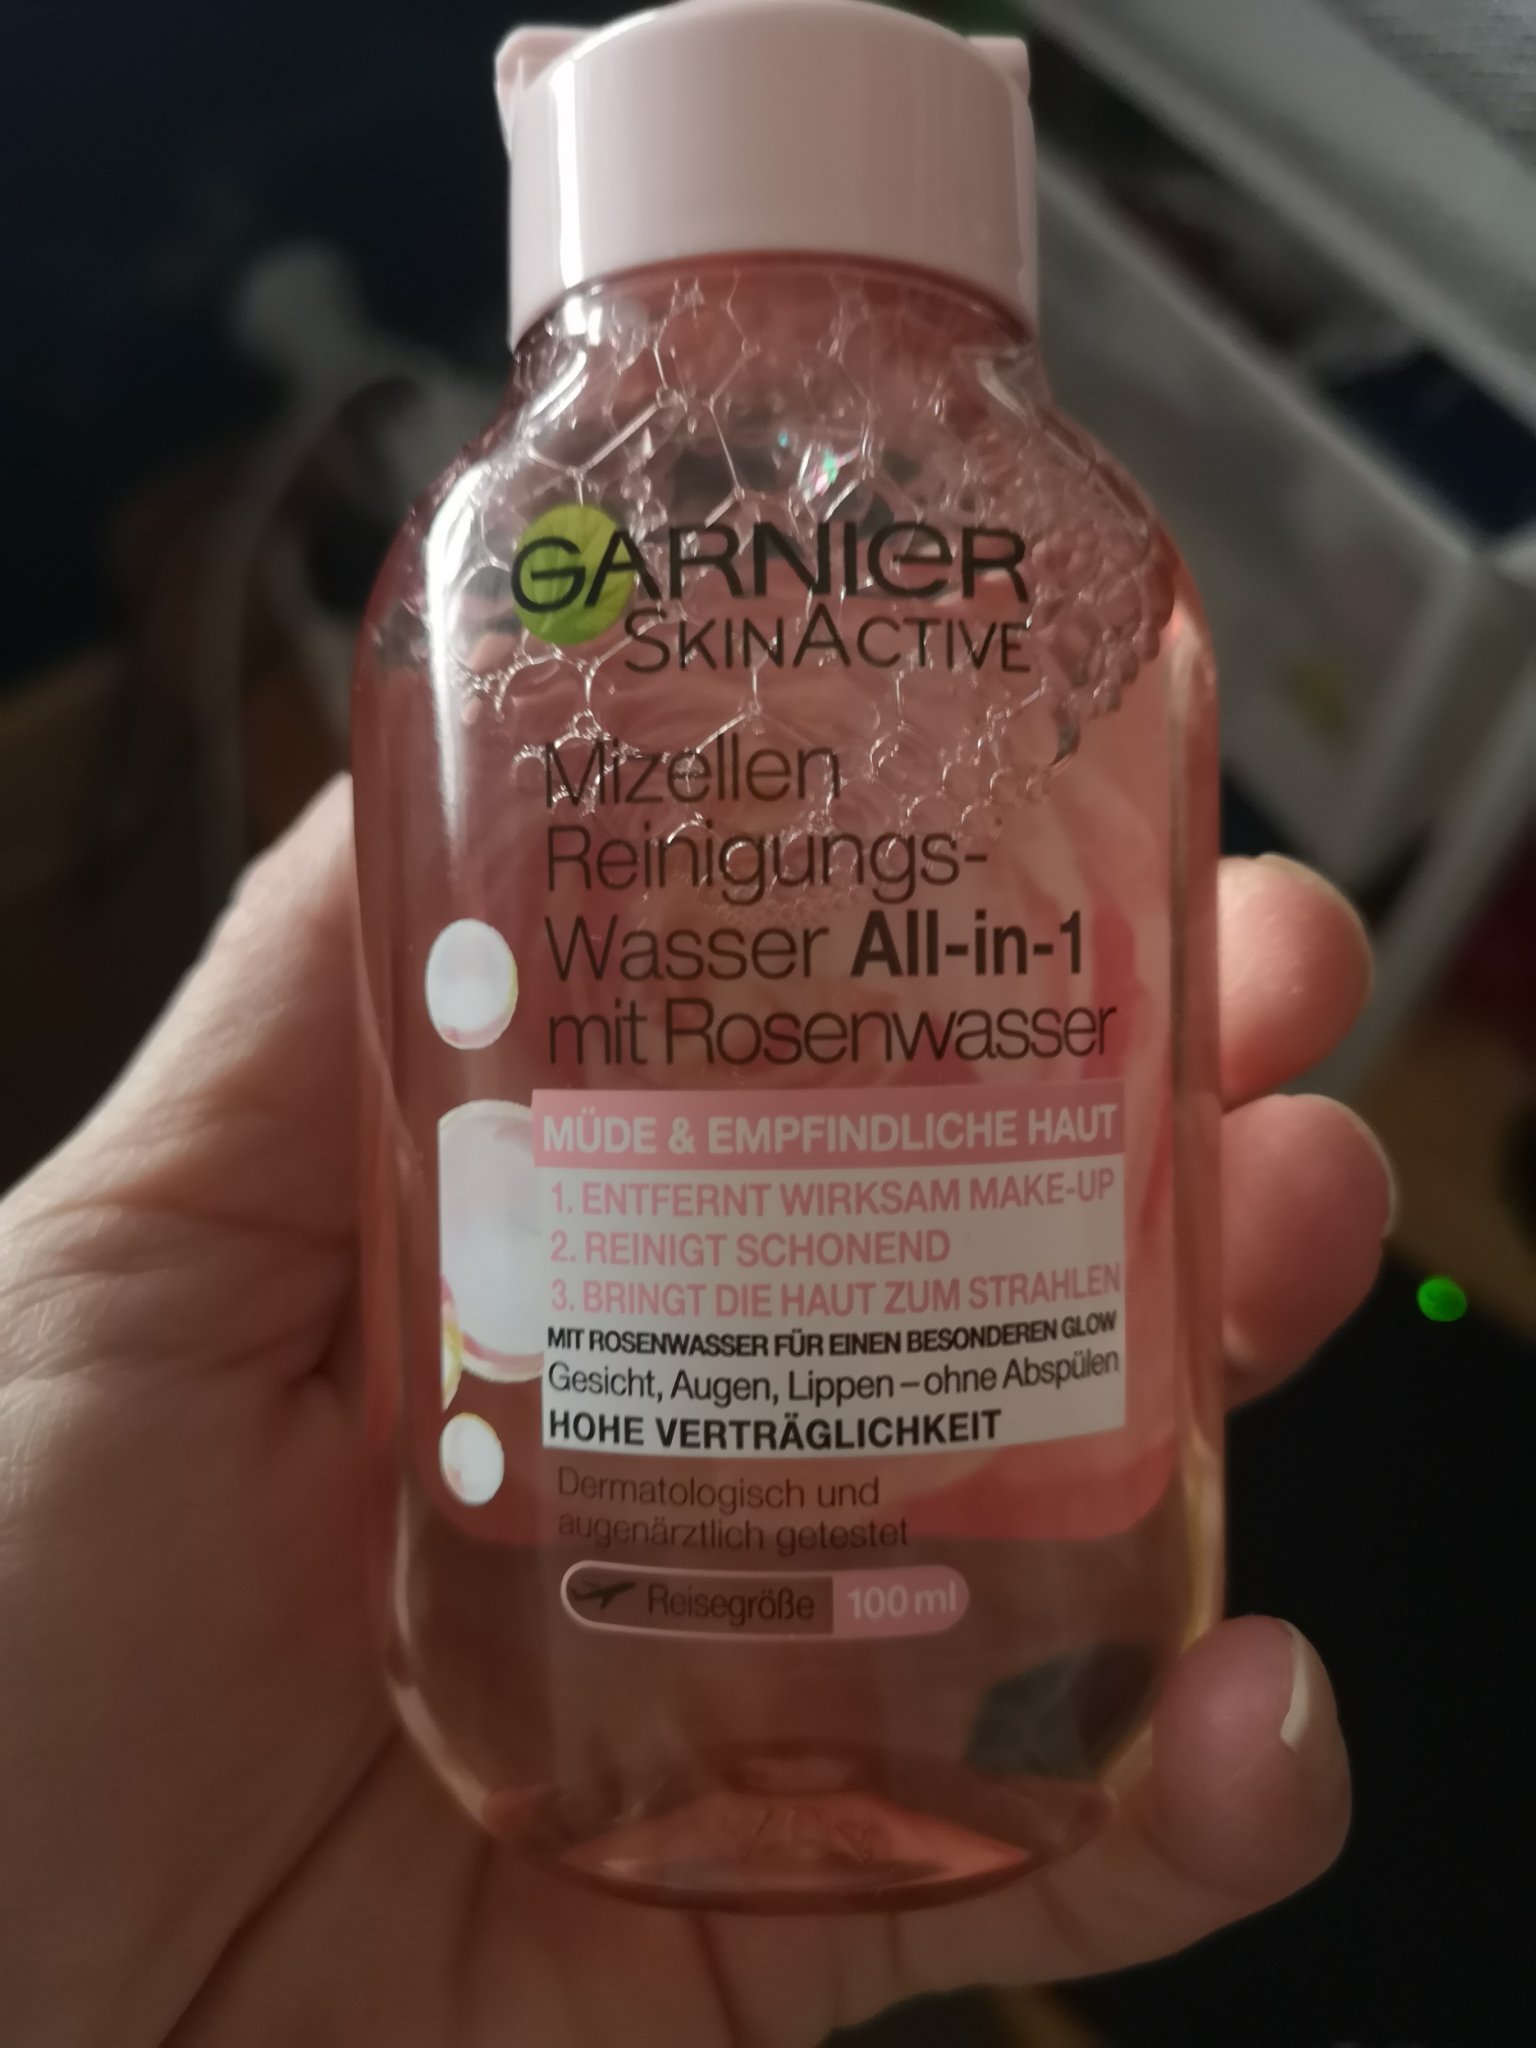 GARNIER
SKINACTIVE
Mizellen
Reinigungs-
Wasser All-in-1
mit Rosenwasser
MÜDE & EMPFINDLICHE HAUT
1. ENTFERNT WIRKSAM MAKE-UP
2. REINIGT SCHONEND
3. BRINGT DIE HAUT ZUM STRAHLEN
MIT ROSENWASSER FÜR EINEN BESONDEREN GLOW
Gesicht, Augen, Lippen – ohne Abspülen
HOHE VERTRÄGLICHKEIT
Dermatologisch und
augenärztlich getestet
Reisegröße 100 ml